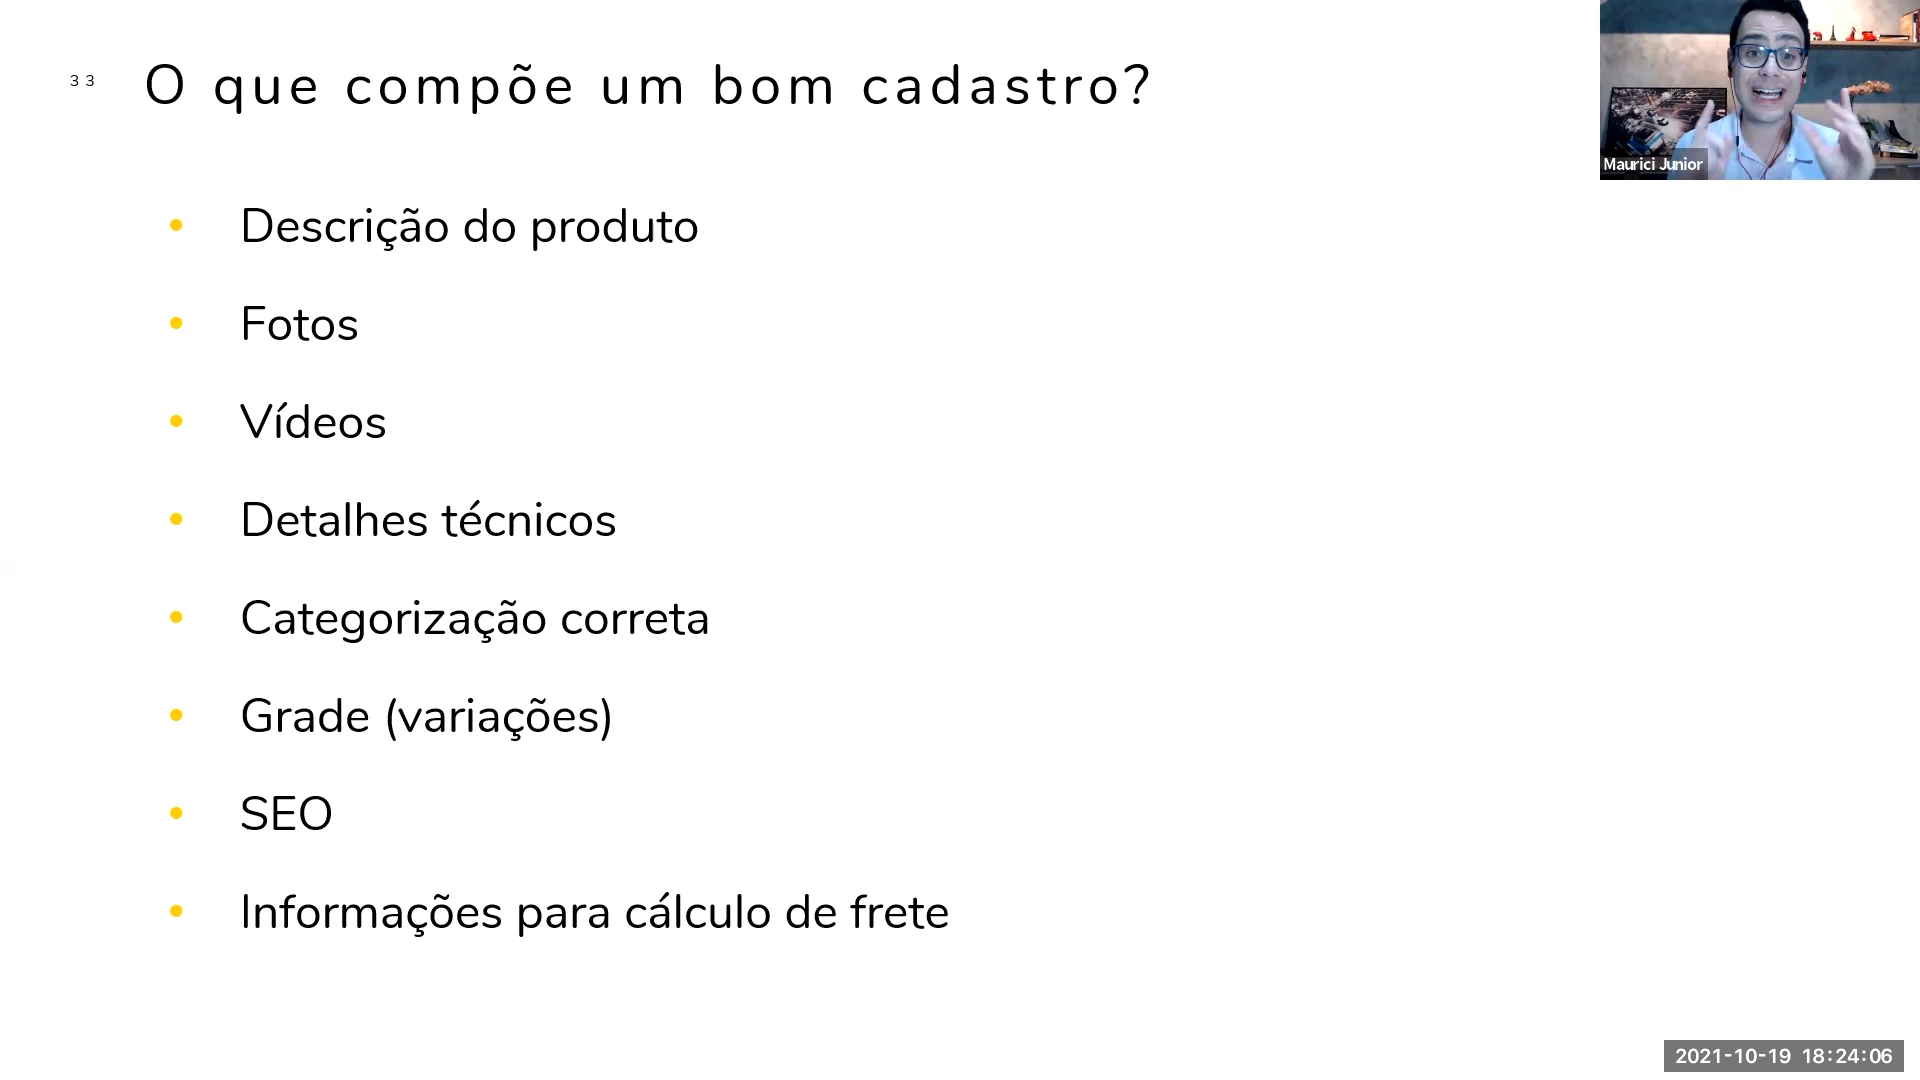 33
O que compõe um bom cadastro?
Maurici Junior
• Descrição do produto
• Fotos
• Vídeos
• Detalhes técnicos
• Categorização correta
• Grade (variações)
• SEO
• Informações para cálculo de frete
2021-10-19 18:24:06